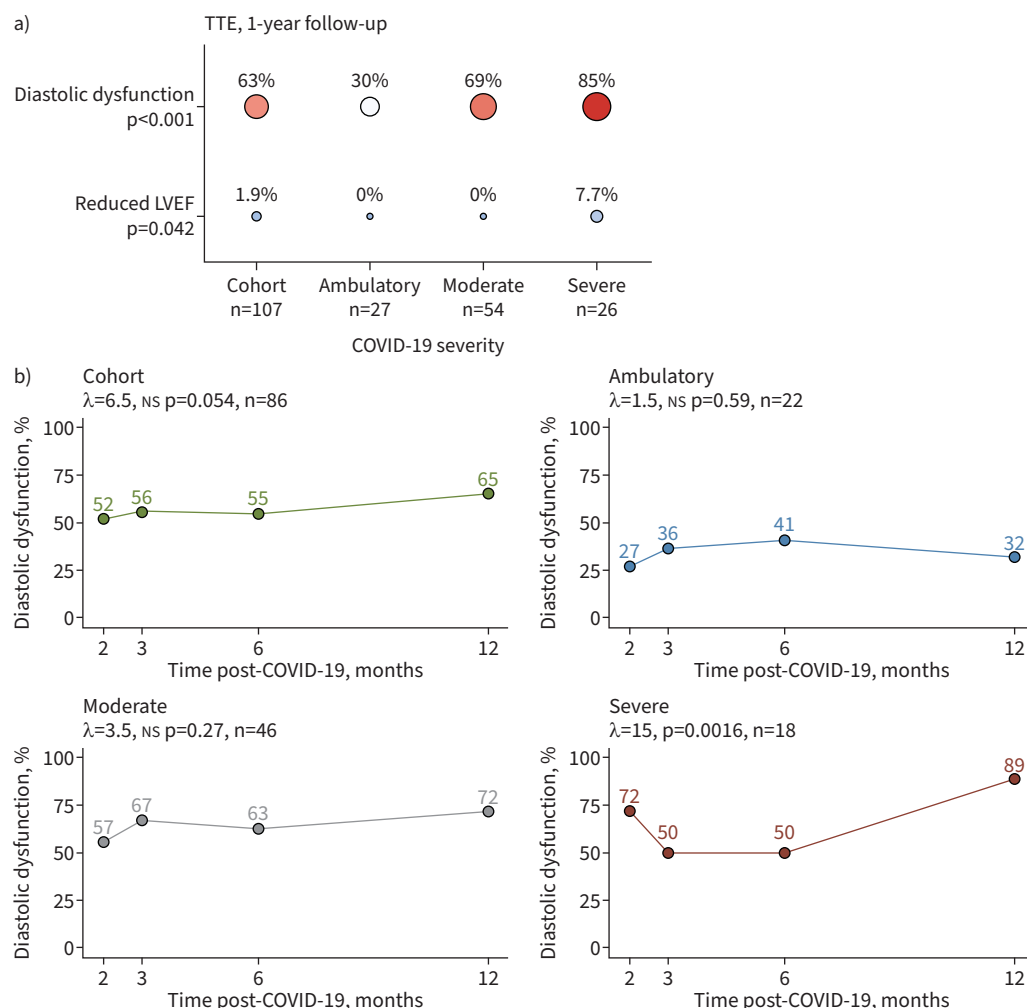 a)
TTE, 1-year follow-up
63% 30% 69% 85%
Diastolic dysfunction
p<0.001
1.9% 0% 0% 7.7%
Reduced LVEF
p=0.042
Cohort Ambulatory Moderate Severe
n=107 n=27 n=54 n=26
COVID-19 severity
b)
Cohort
λ=6.5, NS p=0.054, n=86
Diastolic dysfunction, %
100
75
50
25
0
52 56 55 65
2 3 6 12
Time post-COVID-19, months
Ambulatory
λ=1.5, NS p=0.59, n=22
Diastolic dysfunction, %
100
75
50
25
0
27 36 41 32
2 3 6 12
Time post-COVID-19, months
Moderate
λ=3.5, NS p=0.27, n=46
Diastolic dysfunction, %
100
75
50
25
0
57 67 63 72
2 3 6 12
Time post-COVID-19, months
Severe
λ=15, p=0.0016, n=18
Diastolic dysfunction, %
100
75
50
25
0
72 50 50 89
2 3 6 12
Time post-COVID-19, months